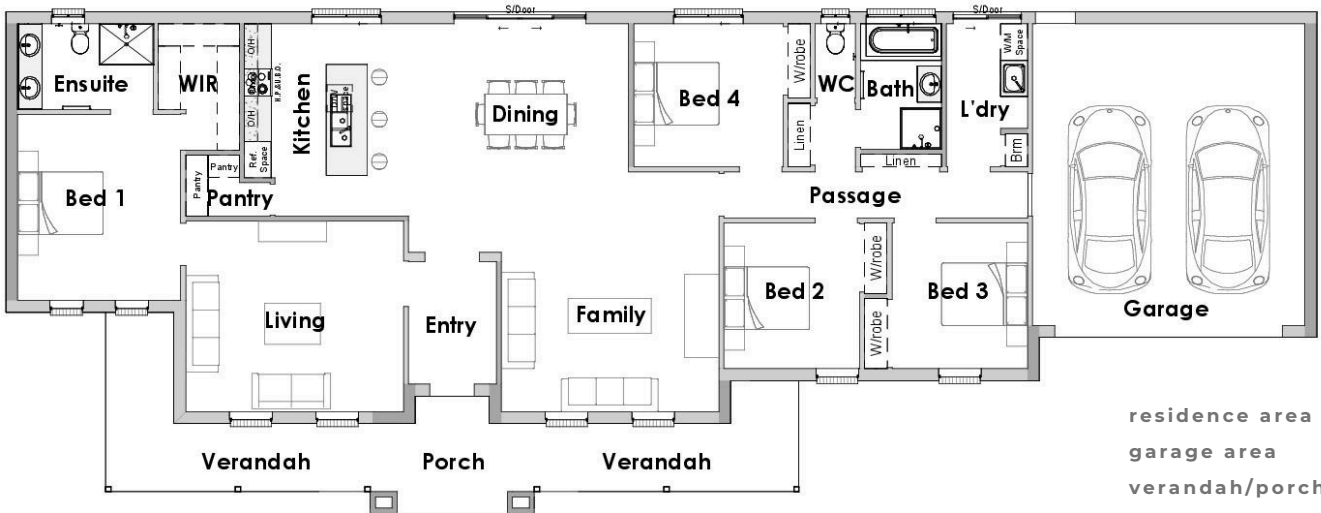 S/Door
S/Door
Ensuite
WIR
O/H
H.P.&U.B.O.
D/H
Ref. Space
Kitchen
Dining
Bed 4
W/robe
Linen
WC
Bath
W/M Space
L'dry
Brm
Linen
Bed 1
Pantry
Pantry
Pantry
Passage
Living
Entry
Family
Bed 2
W/robe
W/robe
Bed 3
Garage
Verandah
Porch
Verandah
residence area
garage area
verandah/porch